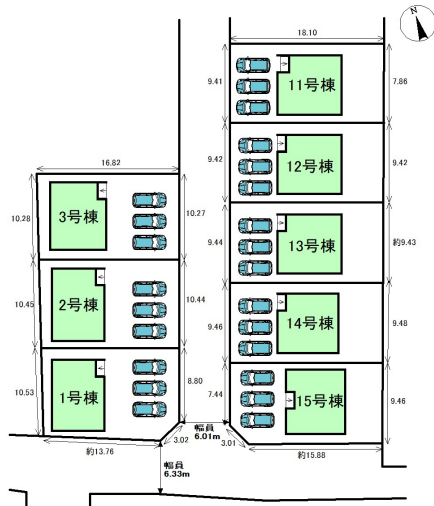 N
18.10
9.41
11号棟
7.86
9.42
12号棟
9.42
16.82
10.28
3号棟
10.27
9.44
13号棟
約9.43
10.45
2号棟
10.44
9.46
14号棟
9.48
10.53
1号棟
8.80
7.44
15号棟
9.46
幅員
6.01m
3.02
3.01
約13.76
約15.88
幅員
6.33m